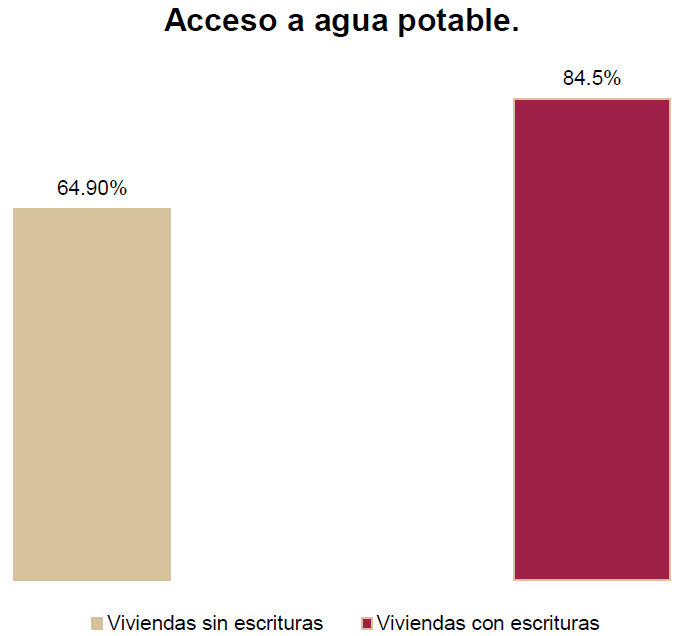 Acceso a agua potable.
84.5%
64.90%
Viviendas sin escrituras
Viviendas con escrituras